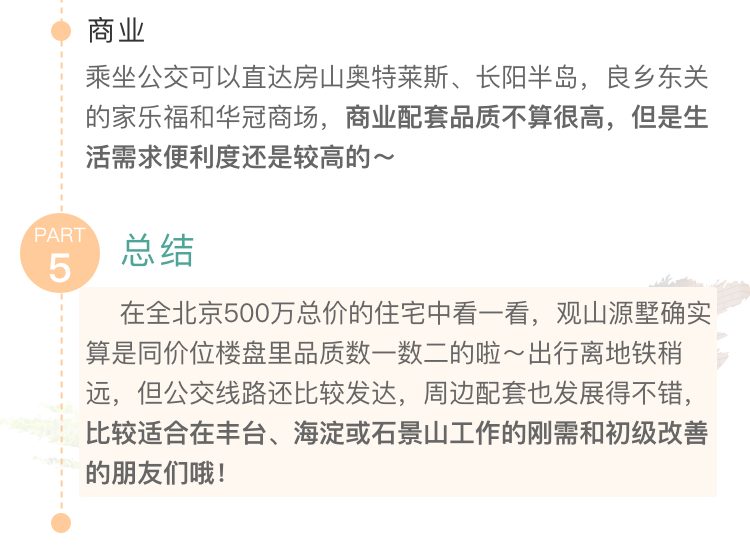 商业
乘坐公交可以直达房山奥特莱斯、长阳半岛，良乡东关
的家乐福和华冠商场，商业配套品质不算很高，但是生
活需求便利度还是较高的～
PART
5
总结
在全北京500万总价的住宅中看一看，观山源墅确实
算是同价位楼盘里品质数一数二的啦～出行离地铁稍
远，但公交线路还比较发达，周边配套也发展得不错，
比较适合在丰台、海淀或石景山工作的刚需和初级改善
的朋友们哦！